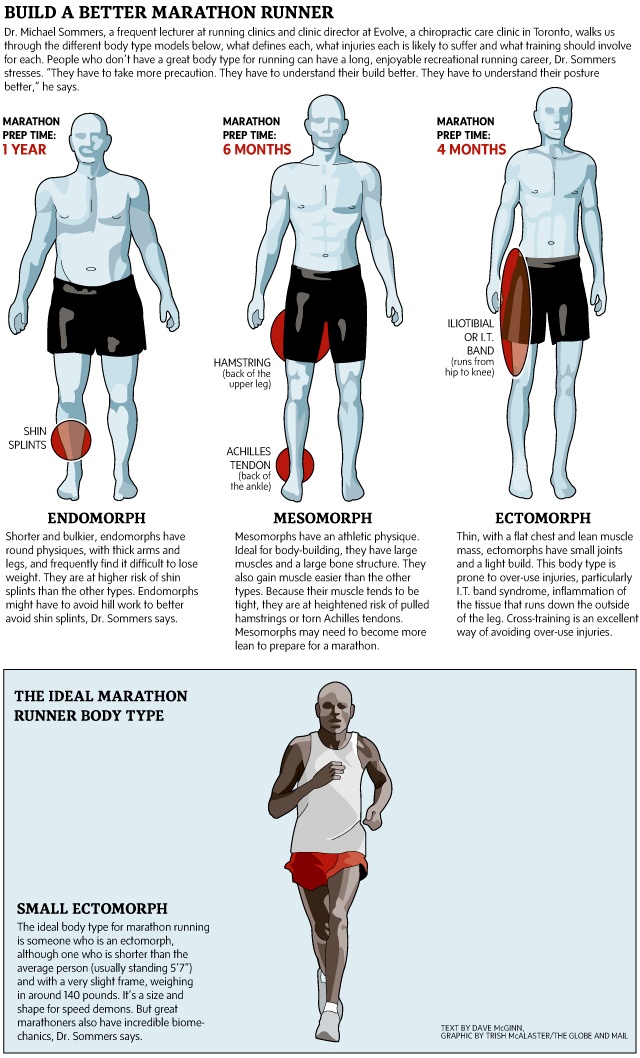 BUILD A BETTER MARATHON RUNNER
Dr. Michael Sommers, a frequent lecturer at running clinics and clinic director at Evolve, a chiropractic care clinic in Toronto, walks us
through the different body type models below, what defines each, what injuries each is likely to suffer and what training should involve
for each. People who don't have a great body type for running can have a long, enjoyable recreational running career, Dr. Sommers
stresses. "They have to take more precaution. They have to understand their build better. They have to understand their posture
better," he says.
MARATHON
PREP TIME:
1 YEAR
MARATHON
PREP TIME:
6 MONTHS
MARATHON
PREP TIME:
4 MONTHS
SHIN
SPLINTS
HAMSTRING
(back of the
upper leg)
ACHILLES
TENDON
(back of
the ankle)
ILIOTIBIAL
OR I.T.
BAND
(runs from
hip to knee)
ENDOMORPH
Shorter and bulkier, endomorphs have
round physiques, with thick arms and
legs, and frequently find it difficult to lose
weight. They are at higher risk of shin
splints than the other types. Endomorphs
might have to avoid hill work to better
avoid shin splints, Dr. Sommers says.
MESOMORPH
Mesomorphs have an athletic physique.
Ideal for body-building, they have large
muscles and a large bone structure. They
also gain muscle easier than the other
types. Because their muscle tends to be
tight, they are at heightened risk of pulled
hamstrings or torn Achilles tendons.
Mesomorphs may need to become more
lean to prepare for a marathon.
ECTOMORPH
Thin, with a flat chest and lean muscle
mass, ectomorphs have small joints
and a light build. This body type is
prone to over-use injuries, particularly
I.T. band syndrome, inflammation of
the tissue that runs down the outside
of the leg. Cross-training is an excellent
way of avoiding over-use injuries.
THE IDEAL MARATHON
RUNNER BODY TYPE
SMALL ECTOMORPH
The ideal body type for marathon running
is someone who is an ectomorph,
although one who is shorter than the
average person (usually standing 5'7")
and with a very slight frame, weighing
in around 140 pounds. It's a size and
shape for speed demons. But great
marathoners also have incredible biome-
chanics, Dr. Sommers says.
TEXT BY DAVE McGINN,
GRAPHIC BY TRISH McALASTER/THE GLOBE AND MAIL